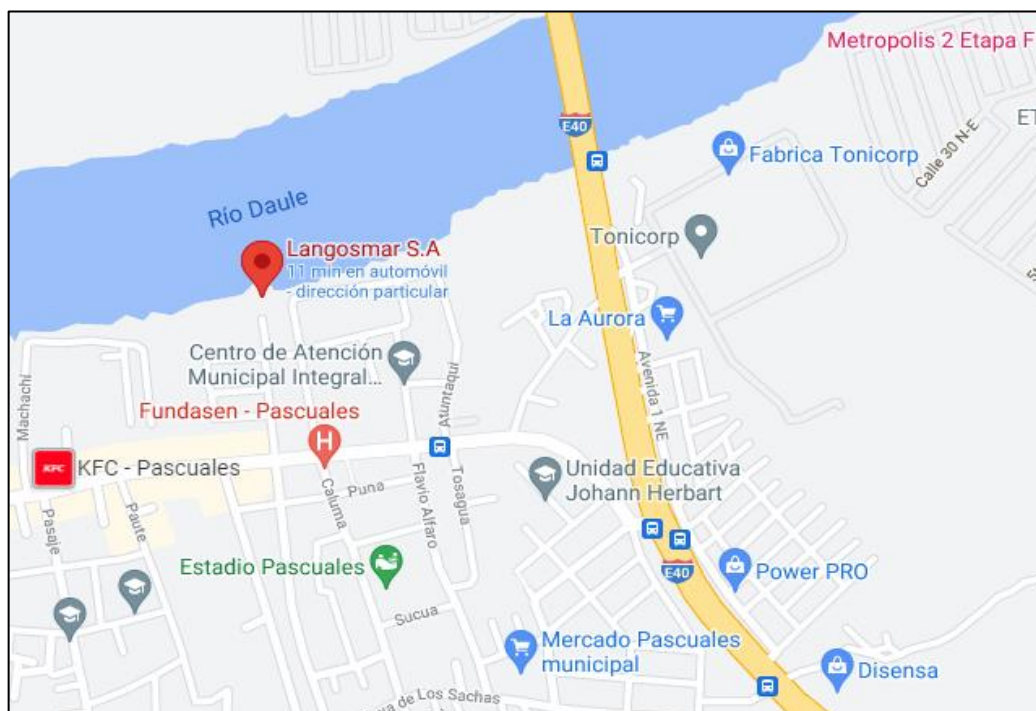 Metropolis 2 Etapa F
E40
ET
Calle 30 N-E
Fabrica Tonicorp
Río Daule
Tonicorp
Langosmar S.A
11 min en automóvil
- dirección particular
La Aurora
Centro de Atención
Municipal Integral...
Avenida 1 NE
Machachi
Atuntaqui
Fundasen - Pascuales
H
KFC
KFC - Pascuales
Unidad Educativa
Johann Herbart
Puna
Caluma
Flavio Alfaro
Tosagua
Pasaje
Paute
Estadio Pascuales
E40
Power PRO
Sucua
Mercado Pascuales
municipal
Disensa
a de Los Sachas